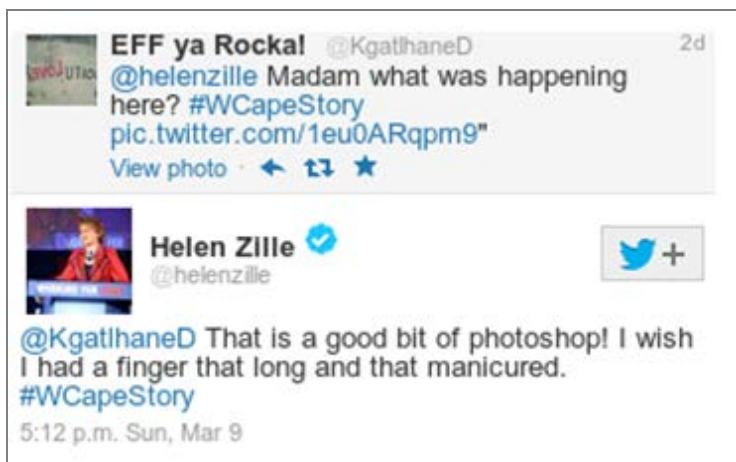 EFF ya Rocka! @KgatlhaneD 2d
@helenzille Madam what was happening
here? #WCapeStory
pic.twitter.com/1eu0ARqpm9"
View photo ·
Helen Zille
@helenzille
@KgatlhaneD That is a good bit of photoshop! I wish
I had a finger that long and that manicured.
#WCapeStory
5:12 p.m. Sun, Mar 9